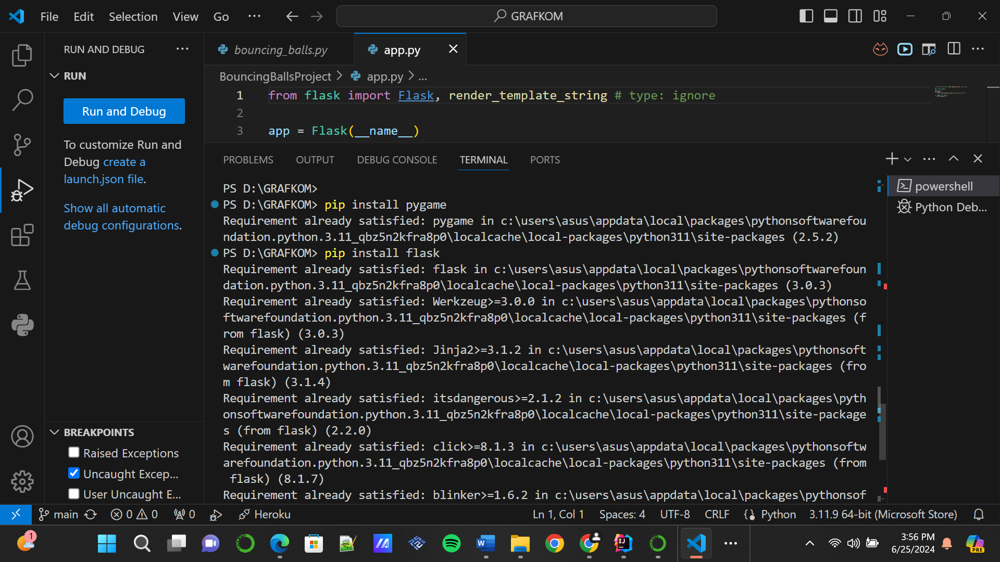 File Edit Selection View Go ...
GRAFKOM
RUN AND DEBUG
RUN
Run and Debug
To customize Run and
Debug create a
launch.json file.
Show all automatic
debug configurations.
BREAKPOINTS
Raised Exceptions
Uncaught Excep...
User Uncaught E...
bouncing_balls.py
app.py
BouncingBallsProject > app.py > ...
1 from flask import Flask, render_template_string # type: ignore
2
3 app = Flask(__name__)
PROBLEMS OUTPUT DEBUG CONSOLE TERMINAL PORTS
powershell
Python Deb...
PS D:\GRAFKOM>
PS D:\GRAFKOM> pip install pygame
Requirement already satisfied: pygame in c:\users\asus\appdata\local\packages\pythonsoftwarefou
ndation.python.3.11_qbz5n2kfra8p0\localcache\local-packages\python311\site-packages (2.5.2)
PS D:\GRAFKOM> pip install flask
Requirement already satisfied: flask in c:\users\asus\appdata\local\packages\pythonsoftwarefoun
dation.python.3.11_qbz5n2kfra8p0\localcache\local-packages\python311\site-packages (3.0.3)
Requirement already satisfied: Werkzeug>=3.0.0 in c:\users\asus\appdata\local\packages\pythonso
ftwarefoundation.python.3.11_qbz5n2kfra8p0\localcache\local-packages\python311\site-packages (f
rom flask) (3.0.3)
Requirement already satisfied: Jinja2>=3.1.2 in c:\users\asus\appdata\local\packages\pythonsoft
warefoundation.python.3.11_qbz5n2kfra8p0\localcache\local-packages\python311\site-packages (fro
m flask) (3.1.4)
Requirement already satisfied: itsdangerous>=2.1.2 in c:\users\asus\appdata\local\packages\pyth
onsoftwarefoundation.python.3.11_qbz5n2kfra8p0\localcache\local-packages\python311\site-package
s (from flask) (2.2.0)
Requirement already satisfied: click>=8.1.3 in c:\users\asus\appdata\local\packages\pythonsoftw
arefoundation.python.3.11_qbz5n2kfra8p0\localcache\local-packages\python311\site-packages (from
 flask) (8.1.7)
Requirement already satisfied: blinker>=1.6.2 in c:\users\asus\appdata\local\packages\pythonsof
main 0 0 0 Heroku Ln 1, Col 1 Spaces: 4 UTF-8 CRLF Python 3.11.9 64-bit (Microsoft Store)
1
W
IJ
...
3:56 PM
6/25/2024
PRE